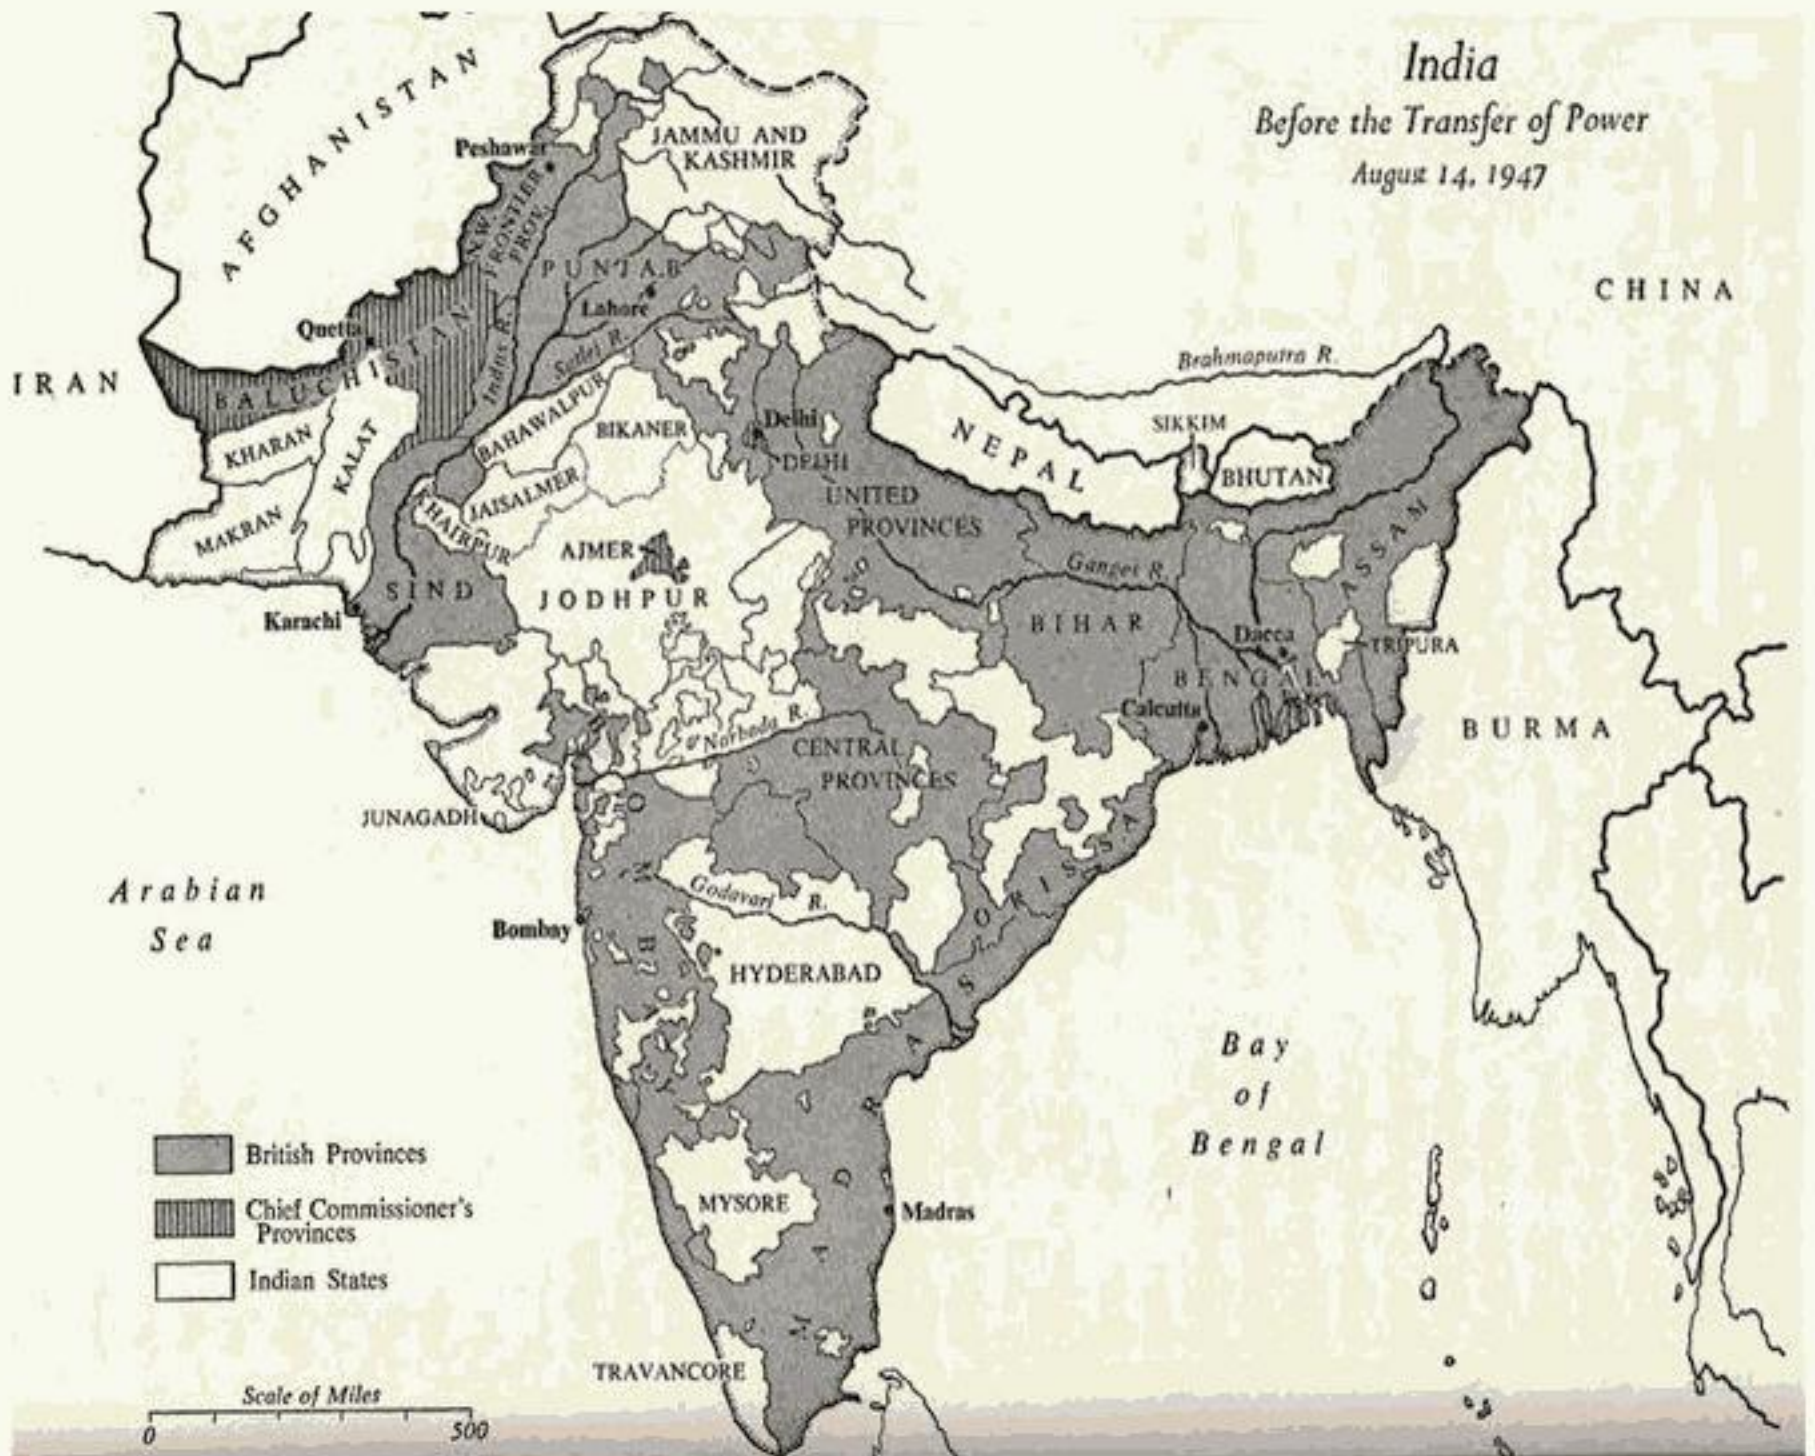 India
Before the Transfer of Power
August 14, 1947
AFGHANISTAN
Peshawar
JAMMU AND
KASHMIR
N.W.
FRONTIER
PROV.
PUNJAB
Lahore
CHINA
Quetta
Indus R.
Sutlej R.
IRAN
BALUCHISTAN
Brahmaputra R.
KHARAN
KALAT
BAHAWALPUR
BIKANER
Delhi
DELHI
NEPAL
SIKKIM
BHUTAN
MAKRAN
KHAIRPUR
JAISALMER
UNITED
PROVINCES
ASSAM
AJMER
Ganges R.
SIND
JODHPUR
BIHAR
Karachi
Dacca
TRIPURA
BENGAL
Calcutta
BURMA
Narbada R.
CENTRAL
PROVINCES
JUNAGADH
ORISSA
Arabian
Sea
Godavari R.
Bombay
BOMBAY
HYDERABAD
Bay
of
Bengal
MADRAS
British Provinces
Chief Commissioner's
Provinces
Indian States
MYSORE
Madras
TRAVANCORE
Scale of Miles
0 500